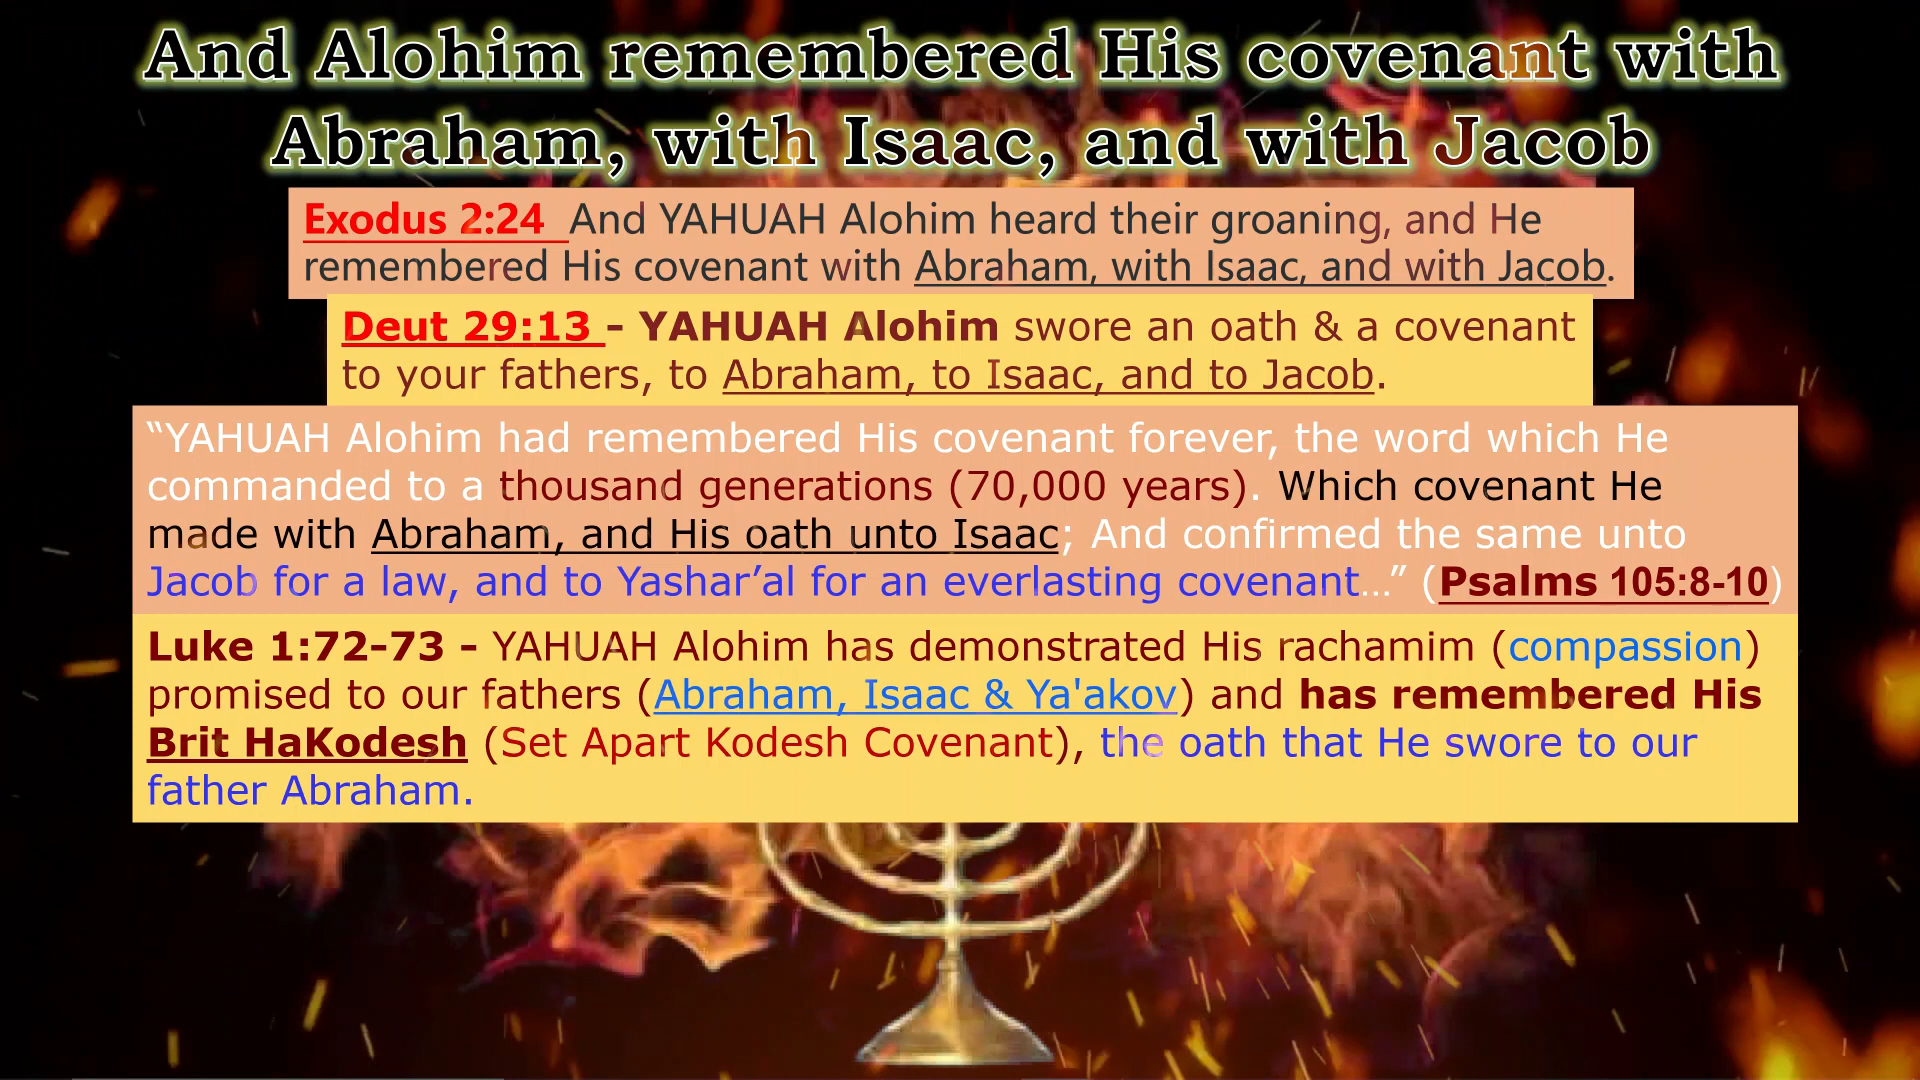 And Alohim remembered His covenant with
Abraham, with Isaac, and with Jacob
Exodus 2:24 And YAHUAH Alohim heard their groaning, and He
remembered His covenant with Abraham, with Isaac, and with Jacob.
Deut 29:13 - YAHUAH Alohim swore an oath & a covenant
to your fathers, to Abraham, to Isaac, and to Jacob.
“YAHUAH Alohim had remembered His covenant forever, the word which He
commanded to a thousand generations (70,000 years). Which covenant He
made with Abraham, and His oath unto Isaac; And confirmed the same unto
Jacob for a law, and to Yashar’al for an everlasting covenant…” (Psalms 105:8-10)
Luke 1:72-73 - YAHUAH Alohim has demonstrated His rachamim (compassion)
promised to our fathers (Abraham, Isaac & Ya'akov) and has remembered His
Brit HaKodesh (Set Apart Kodesh Covenant), the oath that He swore to our
father Abraham.